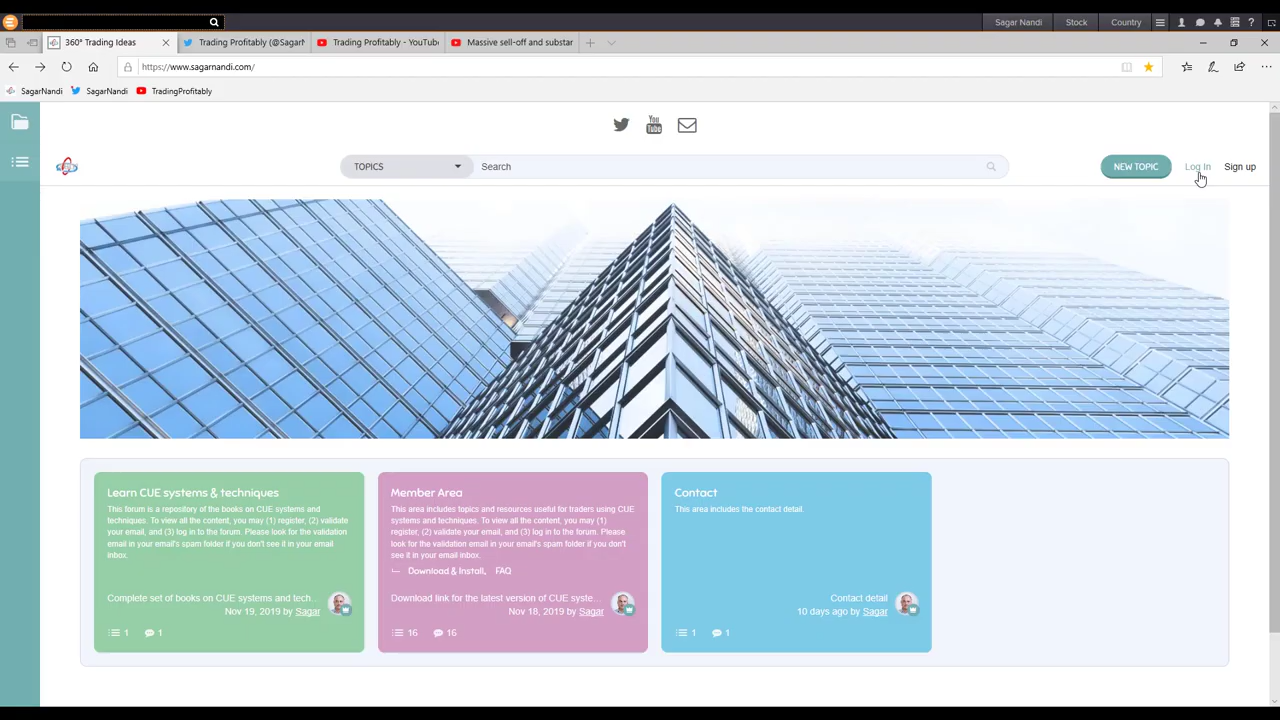 Sagar Nandi
Stock
Country
?
360° Trading Ideas
Trading Profitably (@SagarN
Trading Profitably - YouTube
Massive sell-off and substar
https://www.sagarnandi.com/
SagarNandi
SagarNandi
TradingProfitably
You
Tube
TOPICS
Search
NEW TOPIC
Log In
Sign up
Learn CUE systems & techniques
This forum is a repository of the books on CUE systems and
techniques. To view all the content, you may (1) register, (2) validate
your email, and (3) log in to the forum. Please look for the validation
email in your email's spam folder if you don't see it in your email
inbox.
Complete set of books on CUE systems and tech...
Nov 19, 2019 by Sagar
1
1
Member Area
This area includes topics and resources useful for traders using CUE
systems and techniques. To view all the content, you may (1)
register, (2) validate your email, and (3) log in to the forum. Please
look for the validation email in your email's spam folder if you don't
see it in your email inbox.
Download & Install, FAQ
Download link for the latest version of CUE syste...
Nov 18, 2019 by Sagar
16
16
Contact
This area includes the contact detail.
Contact detail
10 days ago by Sagar
1
1